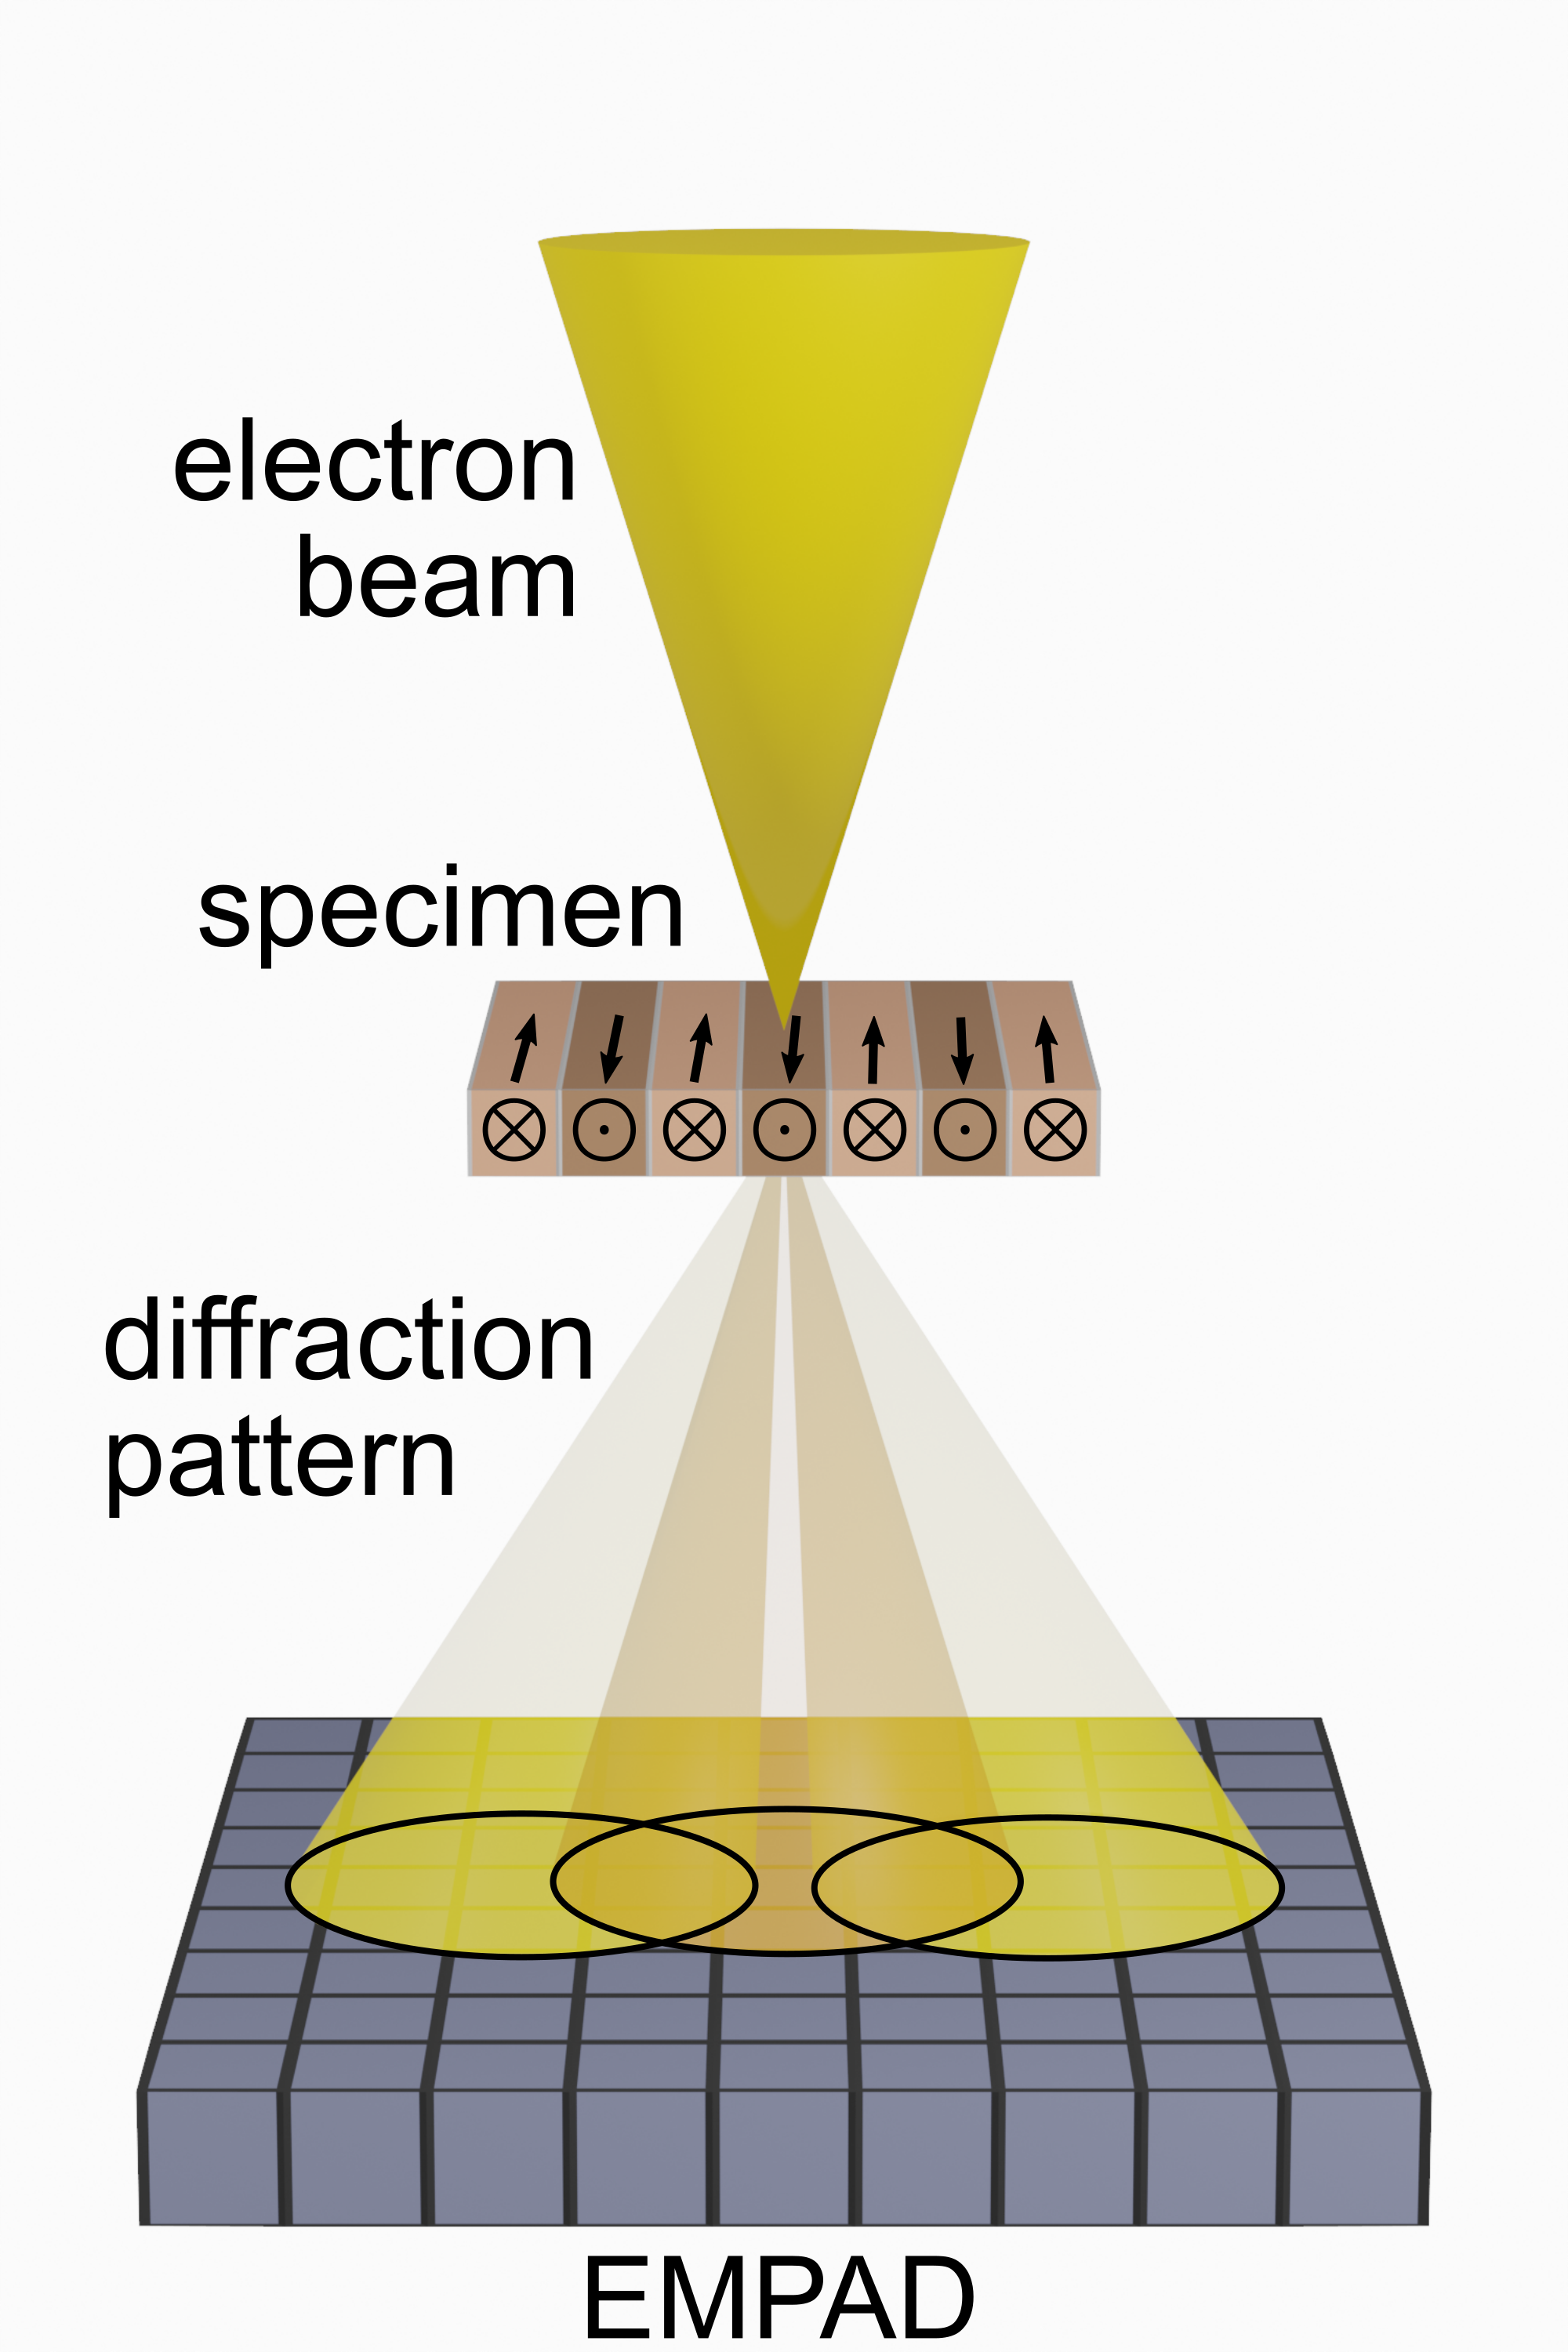 electron
beam
specimen
diffraction
pattern
EMPAD